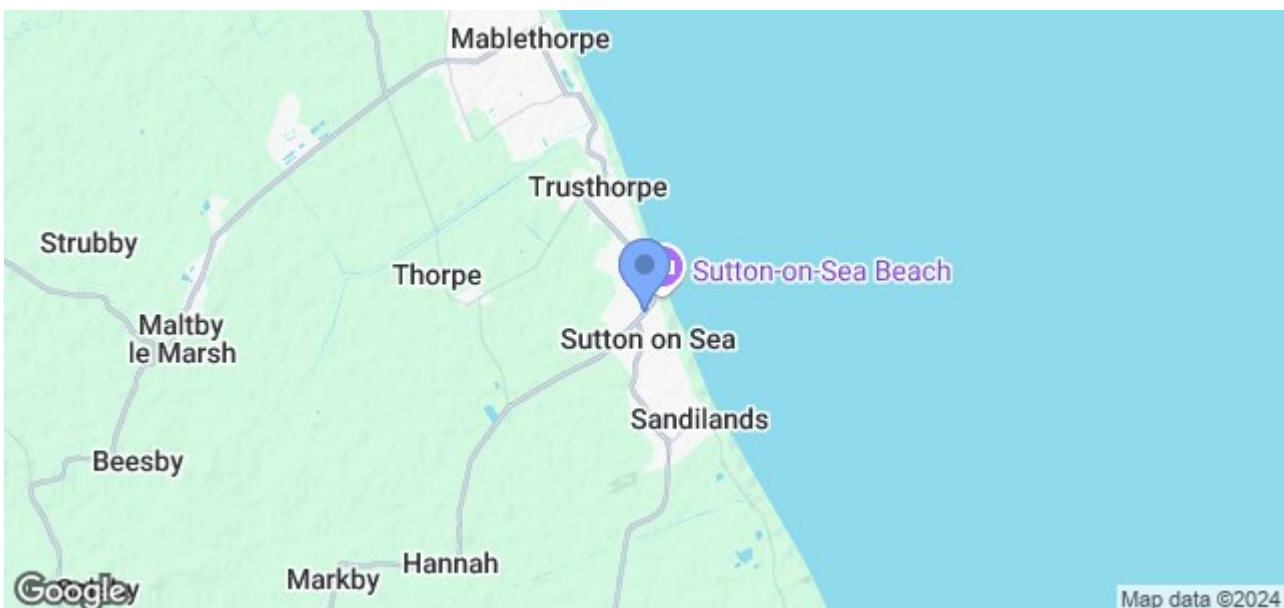 Mablethorpe
Trusthorpe
Strubby
Thorpe
Sutton-on-Sea Beach
Maltby
le Marsh
Sutton on Sea
Sandilands
Beesby
Hannah
Markby
Google
Map data ©2024